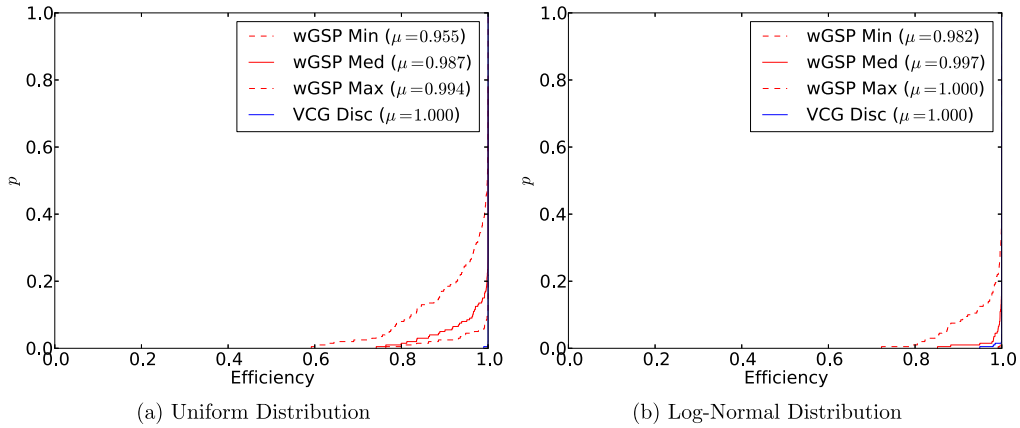 1.0
0.8
0.6
0.4
0.2
0.0
p
0.0 0.2 0.4 0.6 0.8 1.0
Efficiency
wGSP Min (μ=0.955)
wGSP Med (μ=0.987)
wGSP Max (μ=0.994)
VCG Disc (μ=1.000)
(a) Uniform Distribution
1.0
0.8
0.6
0.4
0.2
0.0
p
0.0 0.2 0.4 0.6 0.8 1.0
Efficiency
wGSP Min (μ=0.982)
wGSP Med (μ=0.997)
wGSP Max (μ=1.000)
VCG Disc (μ=1.000)
(b) Log-Normal Distribution